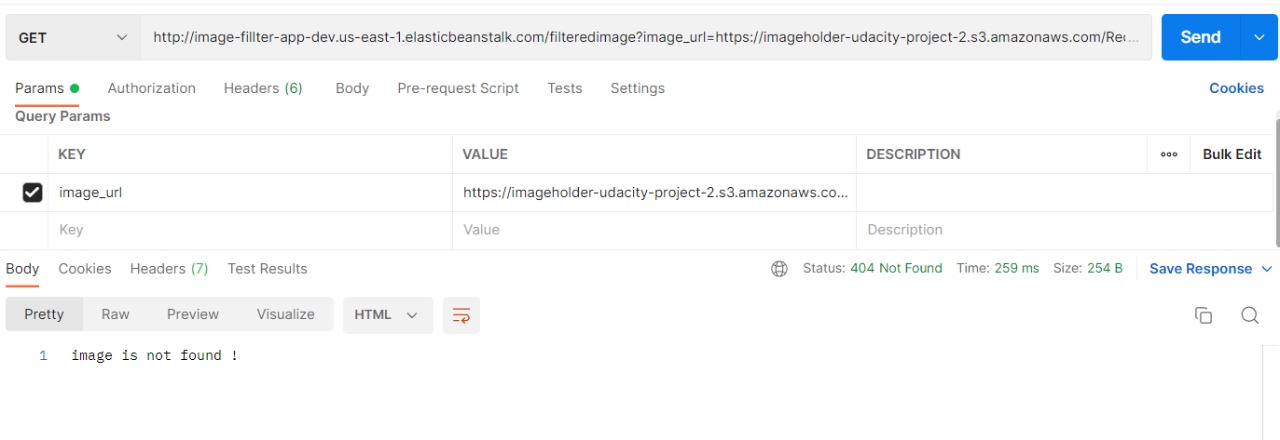 GET http://image-fillter-app-dev.us-east-1.elasticbeanstalk.com/filteredimage?image_url=https://imageholder-udacity-project-2.s3.amazonaws.com/Rec... Send
Params Authorization Headers (6) Body Pre-request Script Tests Settings Cookies
Query Params
KEY VALUE DESCRIPTION ooo Bulk Edit
image_url https://imageholder-udacity-project-2.s3.amazonaws.co...
Key Value Description
Body Cookies Headers (7) Test Results Status: 404 Not Found Time: 259 ms Size: 254 B Save Response
Pretty Raw Preview Visualize HTML
1 image is not found !